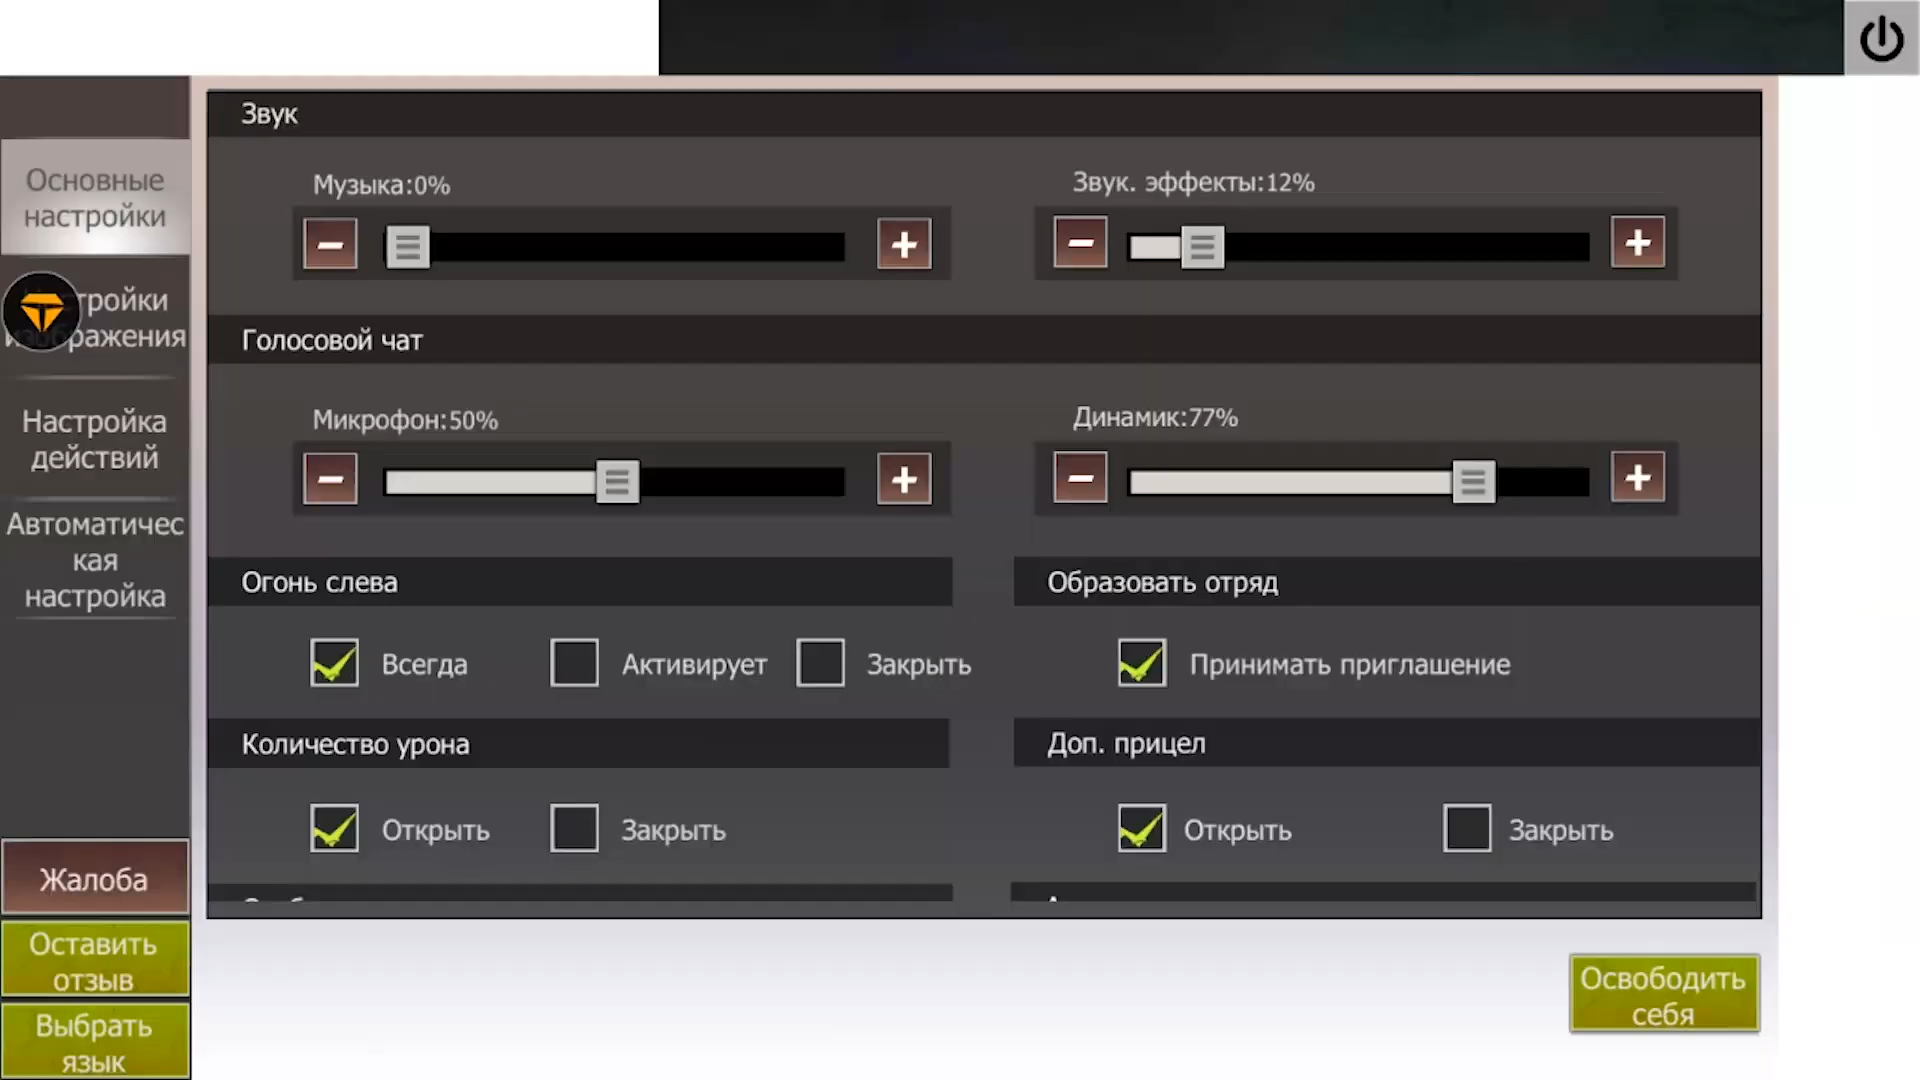 Звук
Музыка:0%
Звук. эффекты:12%
Голосовой чат
Микрофон:50%
Динамик:77%
Огонь слева
Образовать отряд
Всегда
Активирует
Закрыть
Принимать приглашение
Количество урона
Доп. прицел
Открыть
Закрыть
Открыть
Закрыть
Основные
настройки
Настройка
действий
Автоматичес
кая
настройка
Жалоба
Оставить
отзыв
Выбрать
язык
Освободить
себя